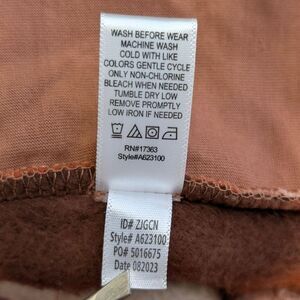 WASH BEFORE WEAR
MACHINE WASH
COLD WITH LIKE
COLORS GENTLE CYCLE
ONLY NON-CHLORINE
BLEACH WHEN NEEDED
TUMBLE DRY LOW
REMOVE PROMPTLY
LOW IRON IF NEEDED
RN#17363
Style#A623100
ID# ZJGCN
Style# A623100
PO# 5016675
Date 082023